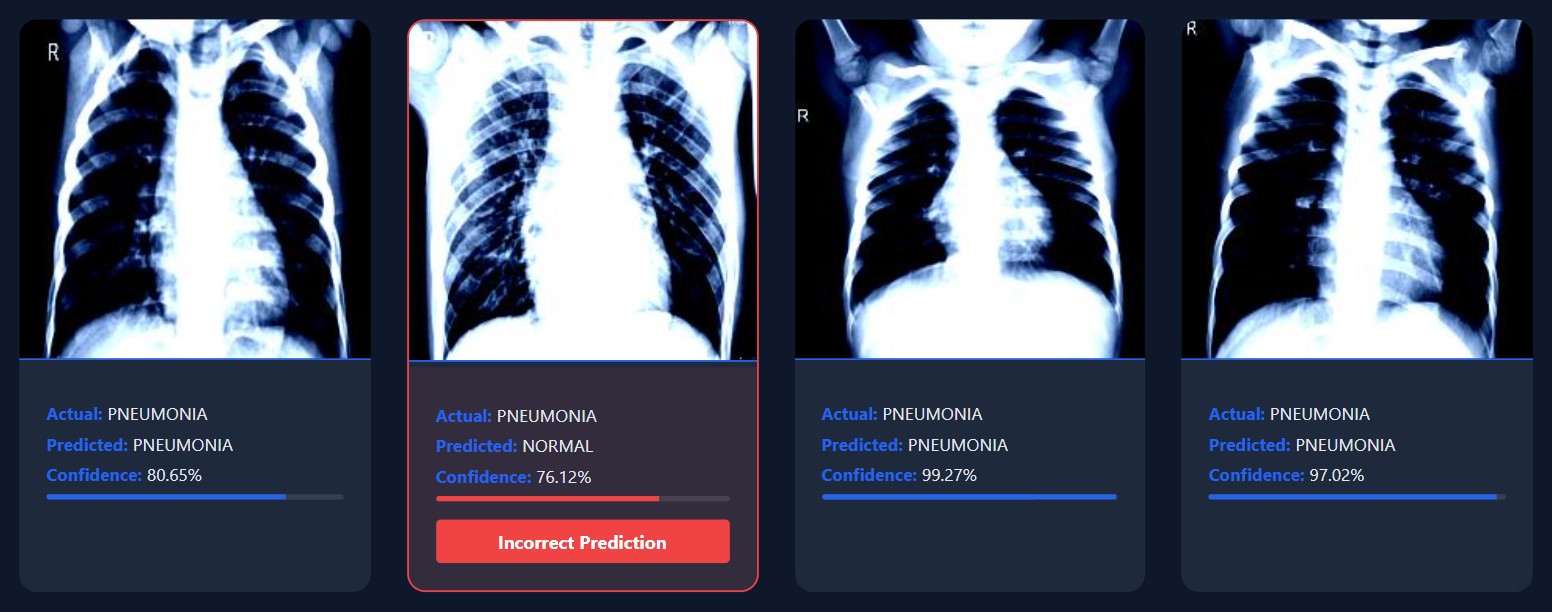 R
Actual: PNEUMONIA
Predicted: PNEUMONIA
Confidence: 80.65%
Actual: PNEUMONIA
Predicted: NORMAL
Confidence: 76.12%
Incorrect Prediction
R
Actual: PNEUMONIA
Predicted: PNEUMONIA
Confidence: 99.27%
R
Actual: PNEUMONIA
Predicted: PNEUMONIA
Confidence: 97.02%